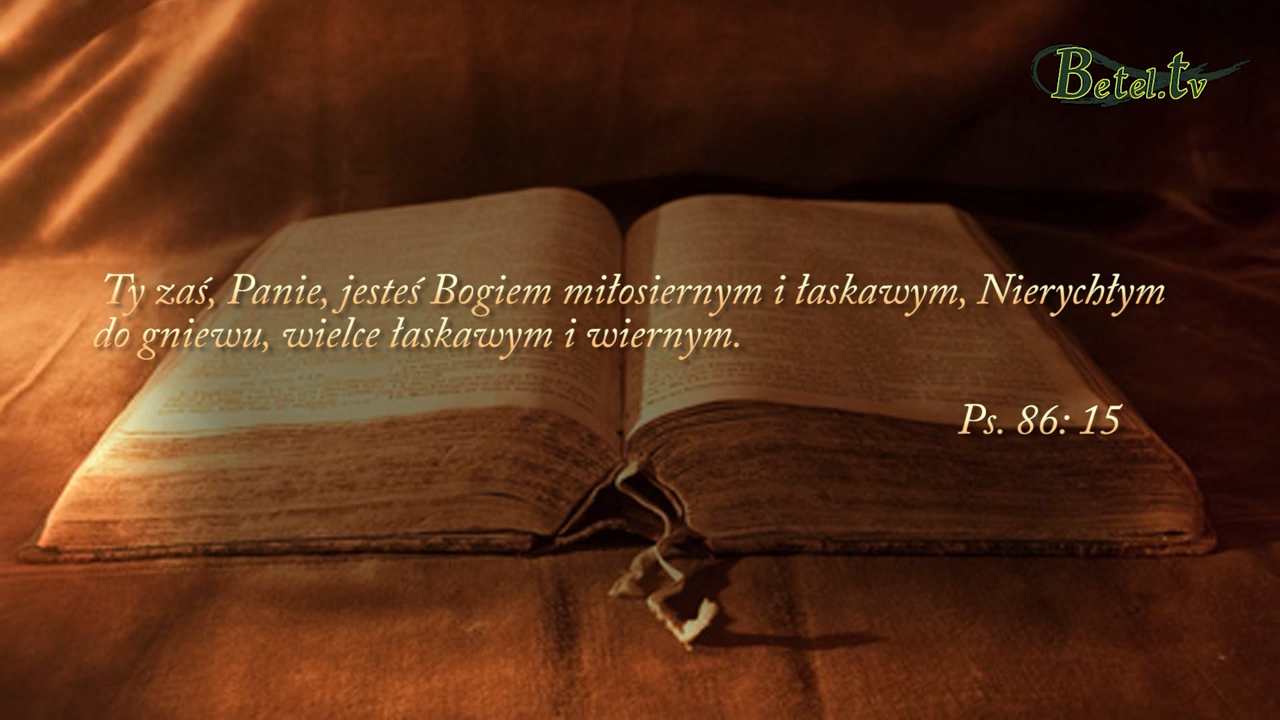 Betel.tv
Ty zaś, Panie, jesteś Bogiem miłosiernym i łaskawym, Nierychłym
do gniewu, wielce łaskawym i wiernym.
Ps. 86: 15